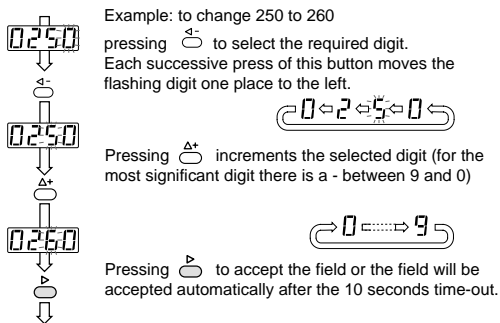 Example: to change 250 to 260
0250
pressing ◁- to select the required digit.
Each successive press of this button moves the
flashing digit one place to the left.
◁-
0 ⇦ 2 ⇦ 5 ⇦ 0 ⇦
0250
Pressing △+ increments the selected digit (for the
most significant digit there is a - between 9 and 0)
△+
0 ⇨ 9
0260
Pressing ▷ to accept the field or the field will be
accepted automatically after the 10 seconds time-out.
▷